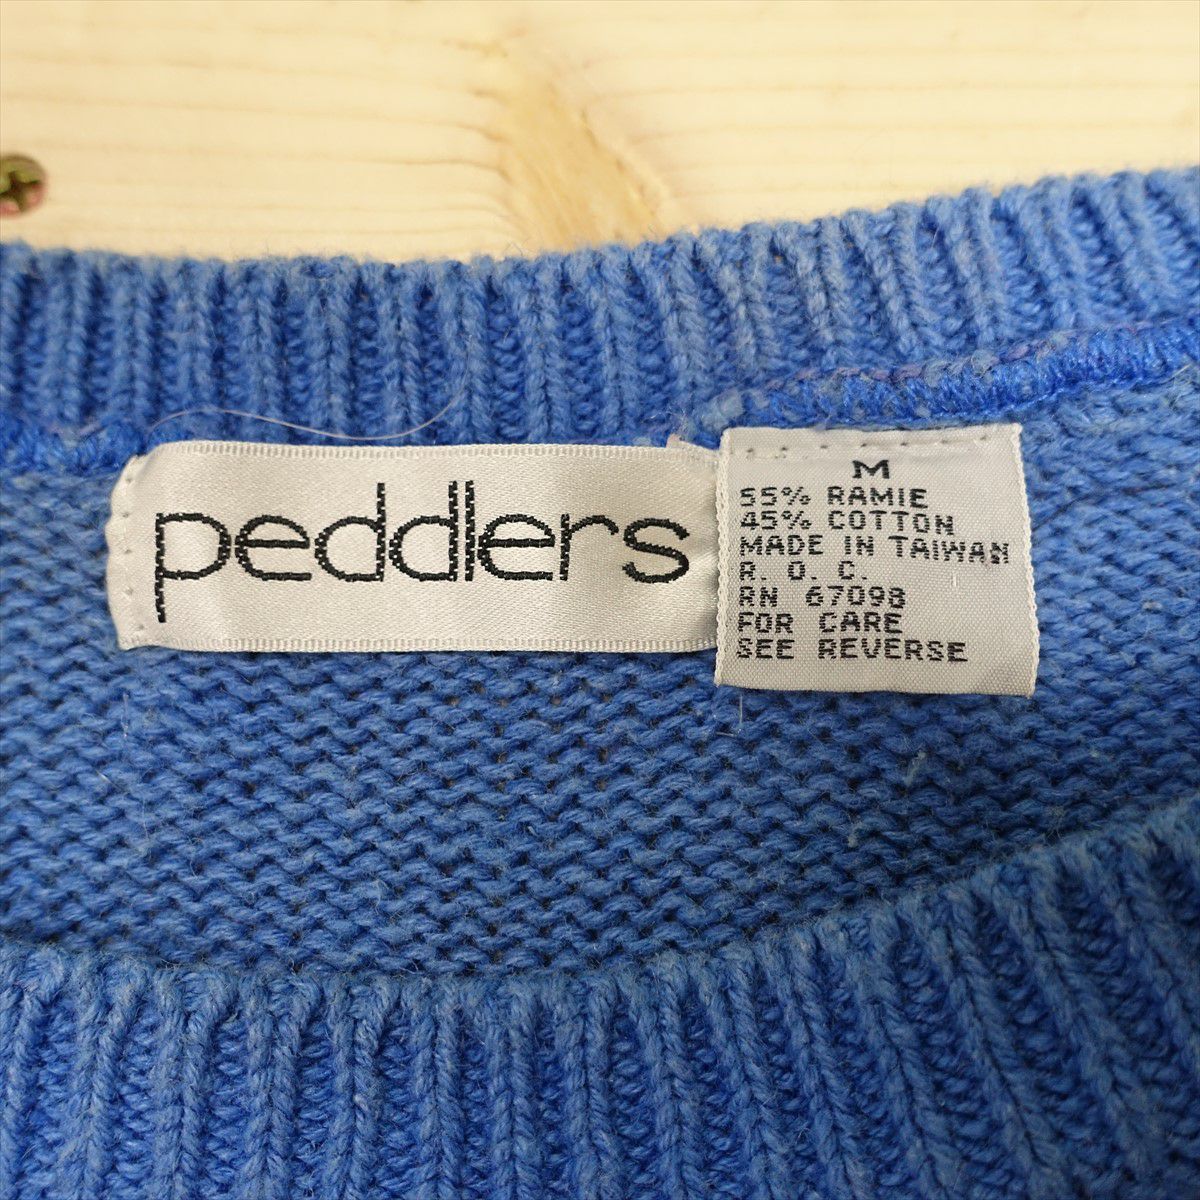 peddlers
M
55% RAMIE
45% COTTON
MADE IN TAIWAN
R. O. C.
RN 67098
FOR CARE
SEE REVERSE